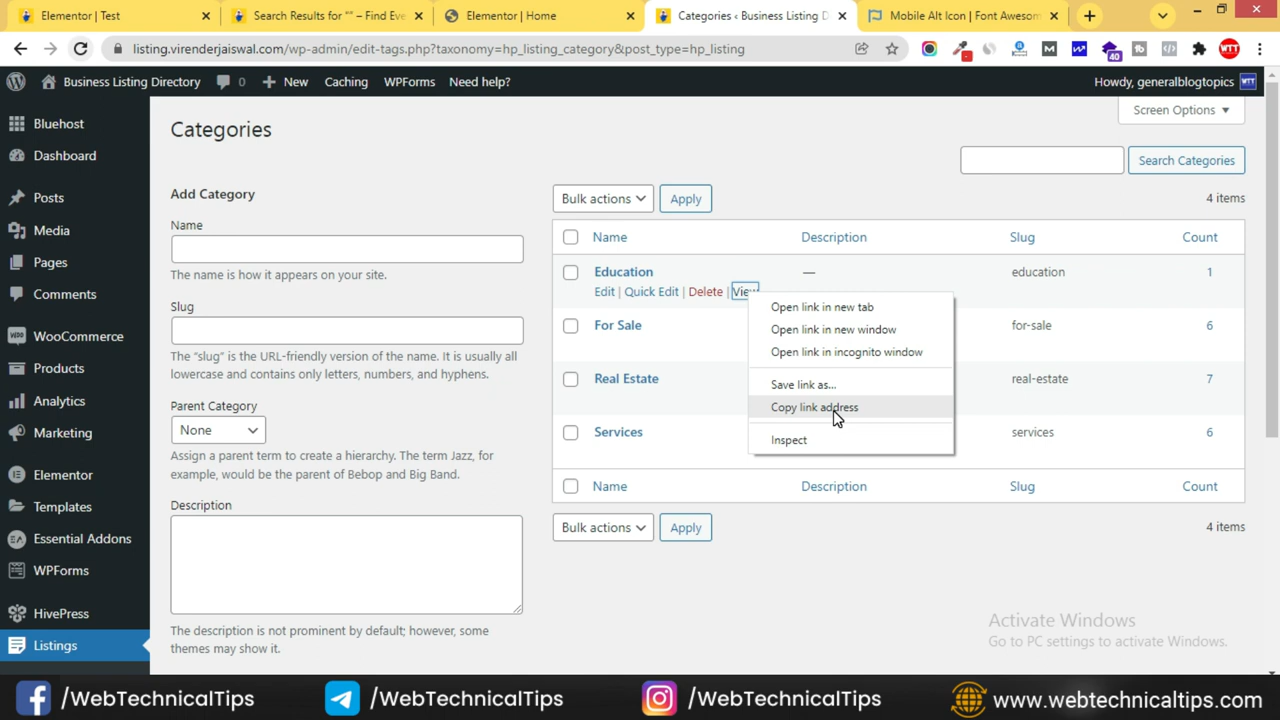 Elementor | Test
Search Results for "" – Find Eve
Elementor | Home
Categories ‹ Business Listing D
Mobile Alt Icon | Font Awesom
listing.virenderjaiswal.com/wp-admin/edit-tags.php?taxonomy=hp_listing_category&post_type=hp_listing
40
WTT
Business Listing Directory
0
New
Caching
WPForms
Need help?
Howdy, generalblogtopics
WTT
Bluehost
Dashboard
Posts
Media
Pages
Comments
WooCommerce
Products
Analytics
Marketing
Elementor
Templates
Essential Addons
WPForms
HivePress
Listings
Screen Options
Categories
Search Categories
Add Category
Name
The name is how it appears on your site.
Slug
The “slug” is the URL-friendly version of the name. It is usually all
lowercase and contains only letters, numbers, and hyphens.
Parent Category
None
Assign a parent term to create a hierarchy. The term Jazz, for
example, would be the parent of Bebop and Big Band.
Description
The description is not prominent by default; however, some
themes may show it.
Bulk actions
Apply
4 items
Name Description Slug Count
Education — education 1
Edit | Quick Edit | Delete | View
For Sale for-sale 6
Real Estate real-estate 7
Services services 6
Name Description Slug Count
Bulk actions
Apply
4 items
Open link in new tab
Open link in new window
Open link in incognito window
Save link as...
Copy link address
Inspect
Activate Windows
Go to PC settings to activate Windows.
/WebTechnicalTips
/WebTechnicalTips
/WebTechnicalTips
www.webtechnicaltips.com